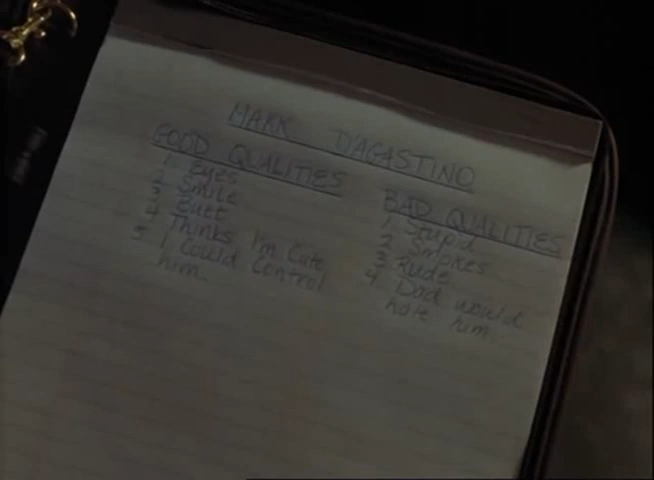 MARK D'AGASTINO
GOOD QUALITIES
1 Eyes
2 Smile
3 Butt
4 Thinks I'm Cute
5 I Could Control
him
BAD QUALITIES
1 Stupid
2 Smokes
3 Rude
4 Dad would
hate him.